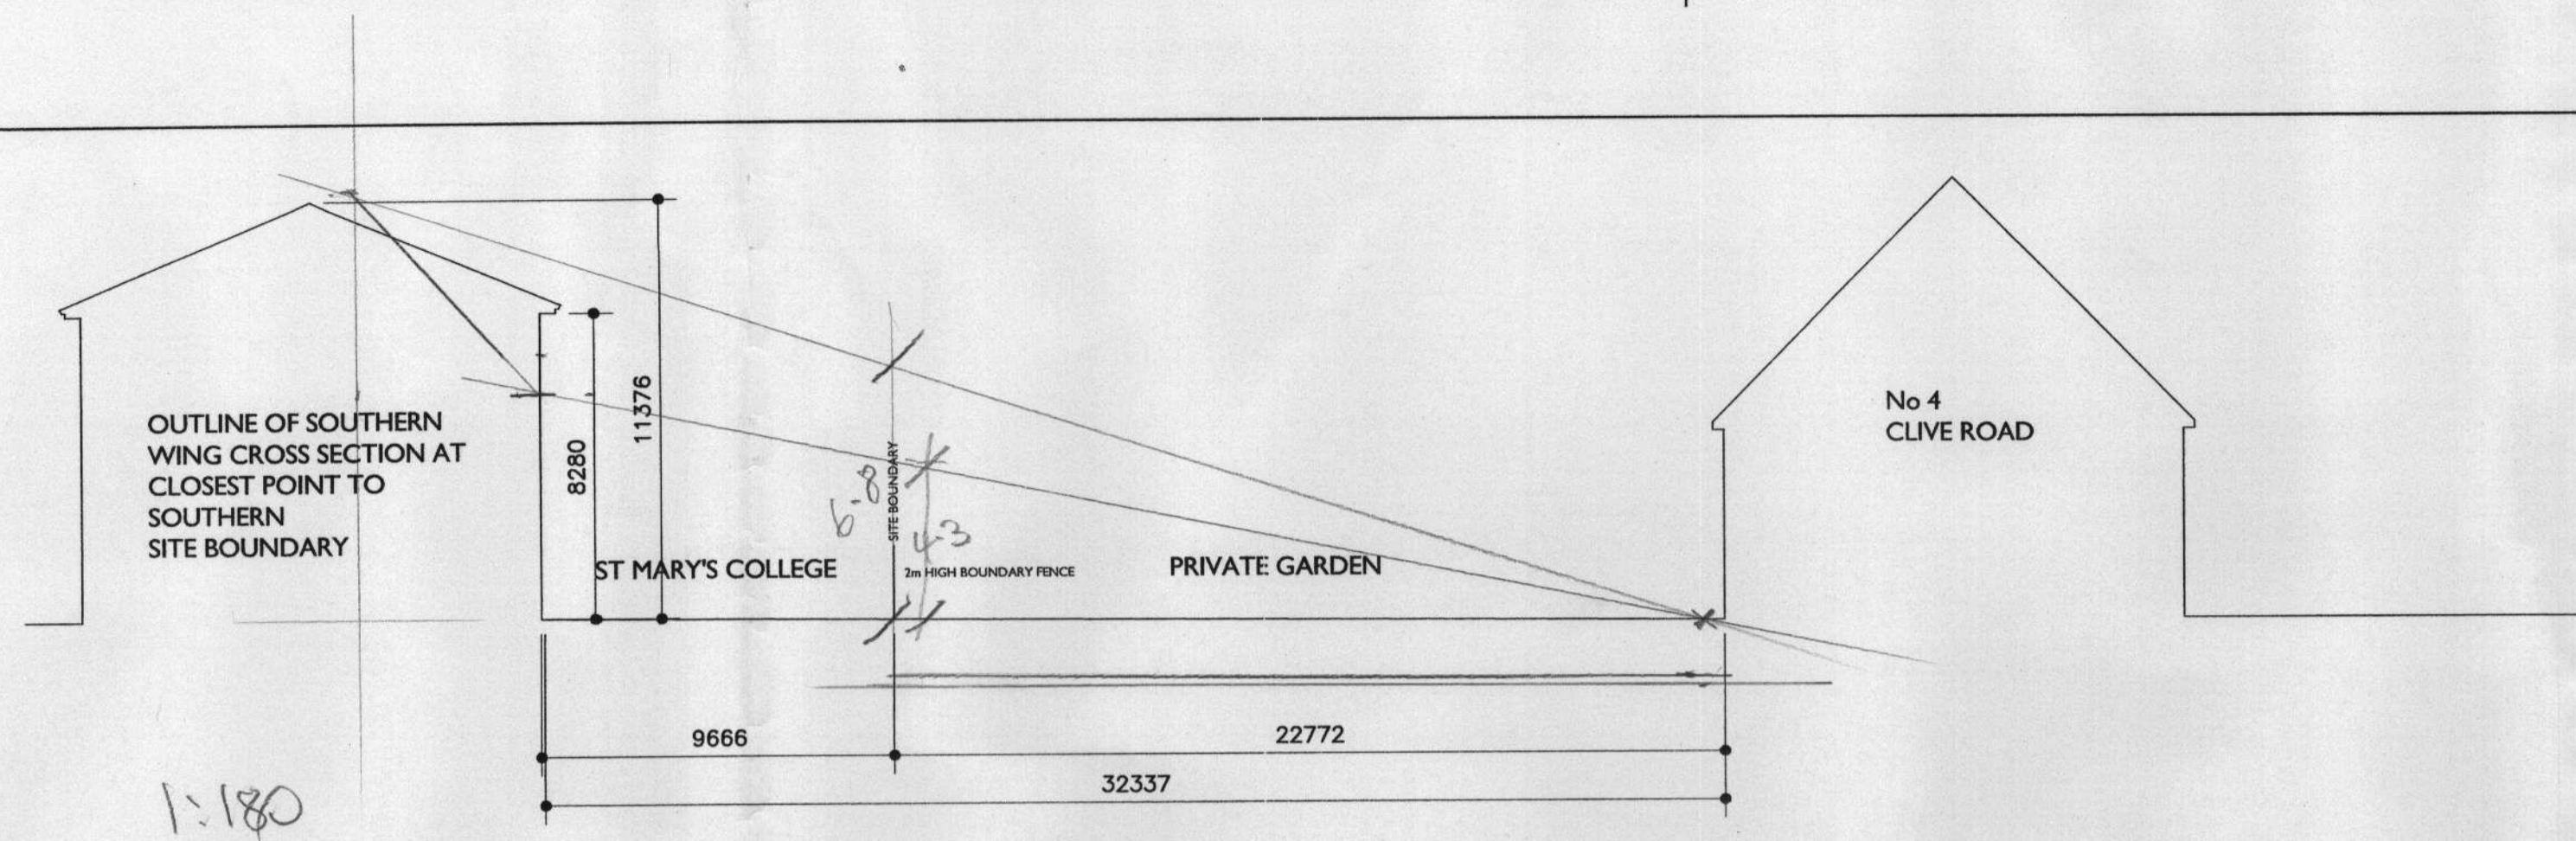 11376
8280
OUTLINE OF SOUTHERN
WING CROSS SECTION AT
CLOSEST POINT TO
SOUTHERN
SITE BOUNDARY
ST MARY'S COLLEGE
SITE BOUNDARY
6-8
4-3
2m HIGH BOUNDARY FENCE
PRIVATE GARDEN
No 4
CLIVE ROAD
9666
22772
32337
1:180